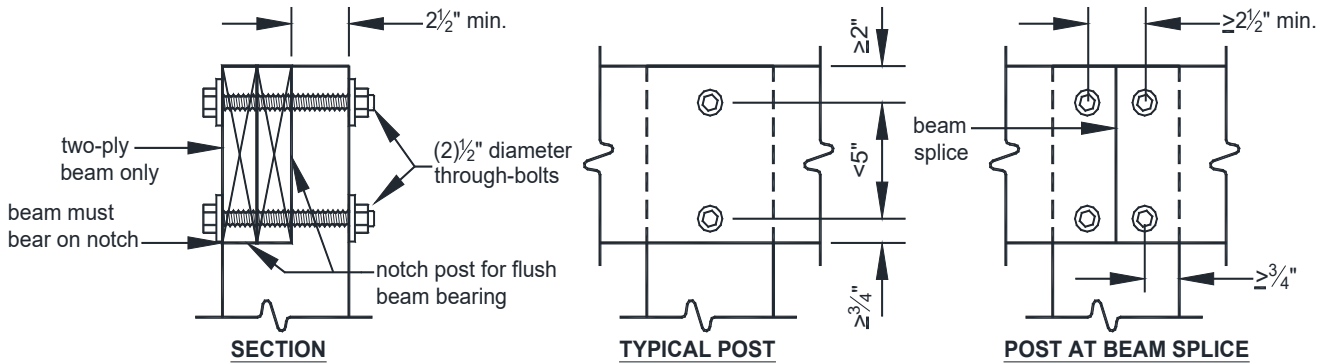 2½" min.
two-ply
beam only
beam must
bear on notch
(2)½" diameter
through-bolts
notch post for flush
beam bearing
SECTION
≥2"
<5"
≥¾"
TYPICAL POST
≥2½" min.
beam
splice
≥¾"
POST AT BEAM SPLICE